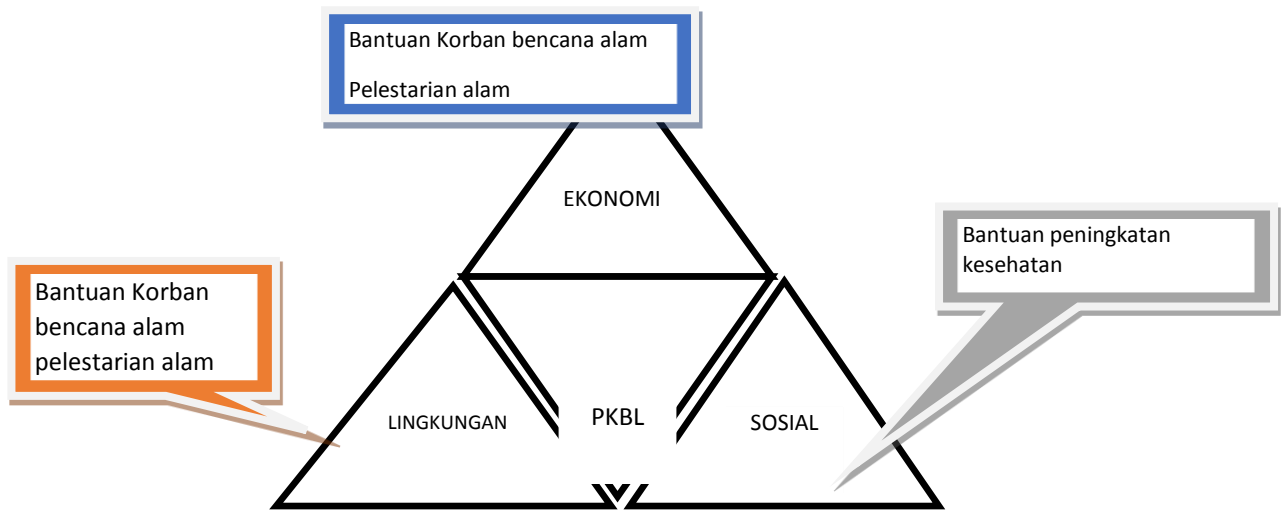 Bantuan Korban bencana alam
Pelestarian alam
EKONOMI
Bantuan peningkatan
kesehatan
Bantuan Korban
bencana alam
pelestarian alam
LINGKUNGAN
PKBL
SOSIAL